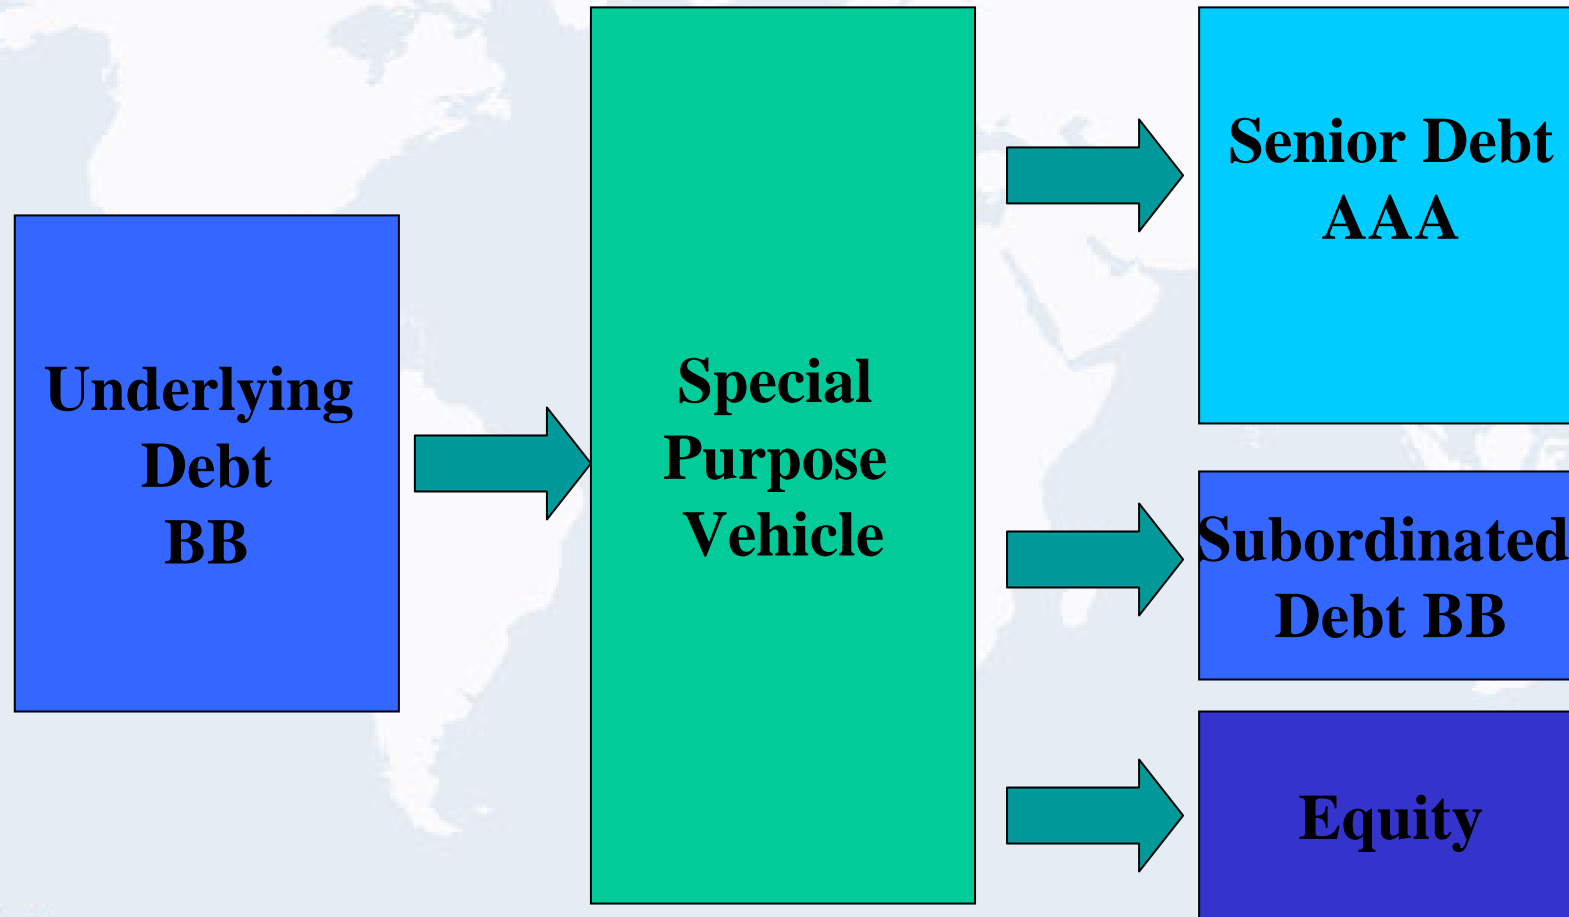 Underlying
Debt
BB
Special
Purpose
Vehicle
Senior Debt
AAA
Subordinated
Debt BB
Equity